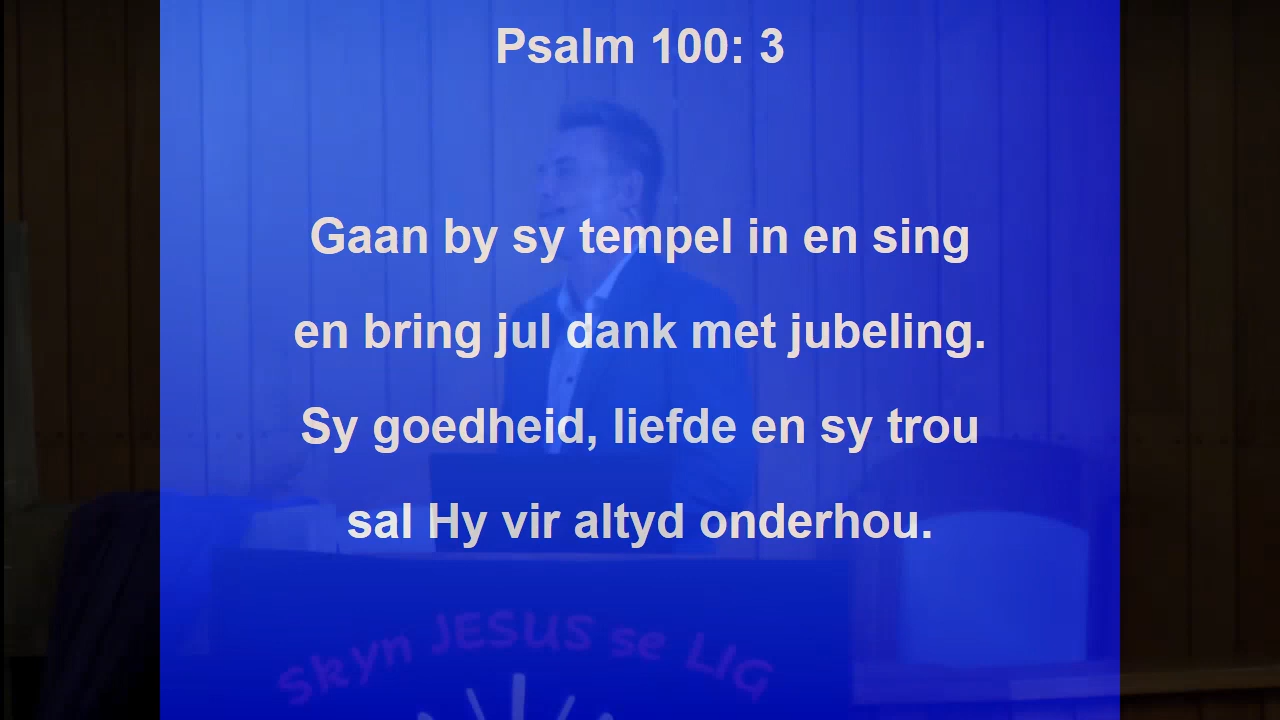 Psalm 100: 3
Gaan by sy tempel in en sing
en bring jul dank met jubeling.
Sy goedheid, liefde en sy trou
sal Hy vir altyd onderhou.
Skyn JESUS se LIG